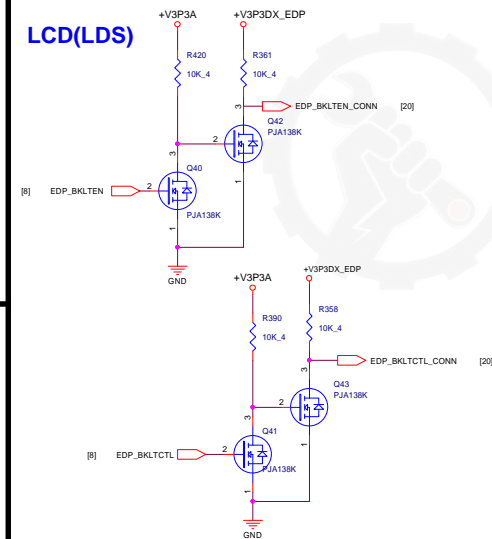 LCD(LDS)
+V3P3A
+V3P3DX_EDP
R420
10K_4
R361
10K_4
3
EDP_BKLTEN_CONN
[20]
Q42
2
PJA138K
3
1
Q40
[8]
EDP_BKLTEN
2
PJA138K
1
GND
+V3P3A
+V3P3DX_EDP
R390
10K_4
R358
10K_4
3
EDP_BKLTCTL_CONN
[20]
Q43
PJA138K
2
3
1
Q41
[8]
EDP_BKLTCTL
2
PJA138K
1
GND